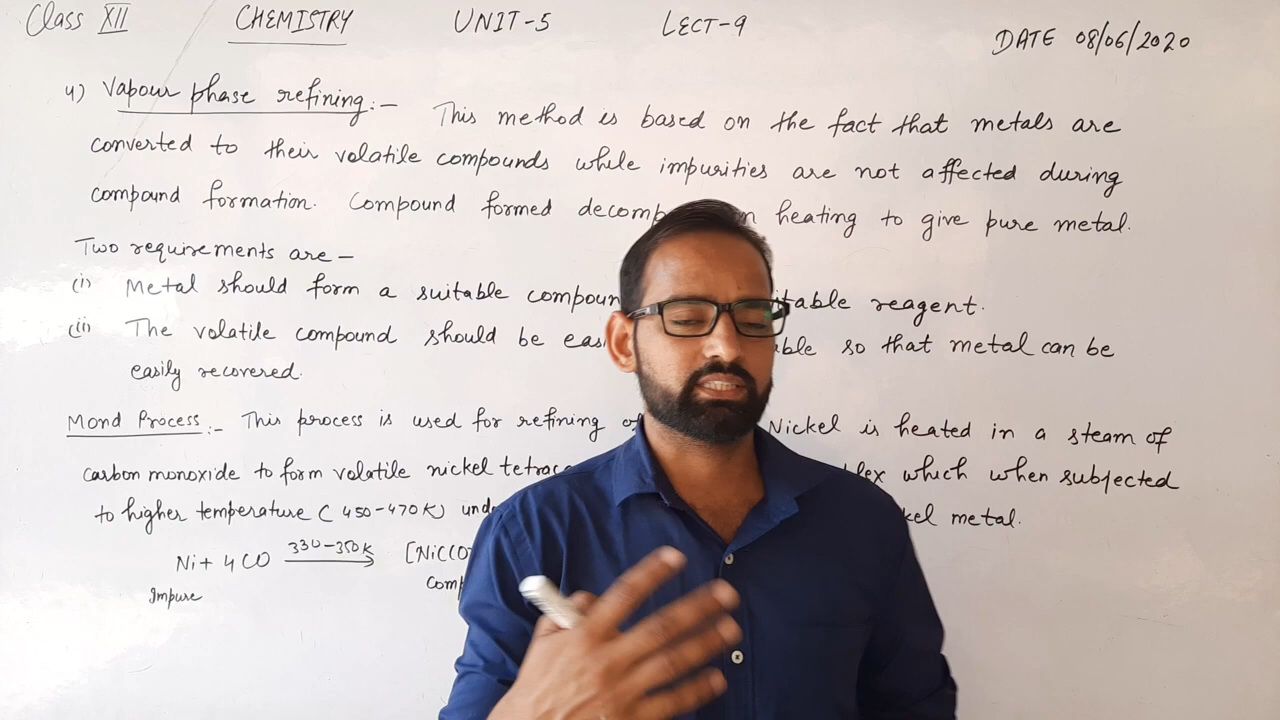 Class XII CHEMISTRY UNIT-5 LECT-9
DATE 08/06/2020
4) Vapour phase refining:- This method is based on the fact that metals are
converted to their volatile compounds while impurities are not affected during
compound formation. Compound formed decomp n heating to give pure metal.
Two requirements are -
(i) Metal should form a suitable compoun itable reagent.
(ii) The volatile compound should be eas able so that metal can be
easily recovered.
Mond Process:- This process is used for refining of Nickel is heated in a steam of
carbon monoxide to form volatile nickel tetrac lex which when subjected
to higher temperature (450-470K) und kel metal.
Ni + 4 CO 330-350K [Ni(CO
Impure Comp